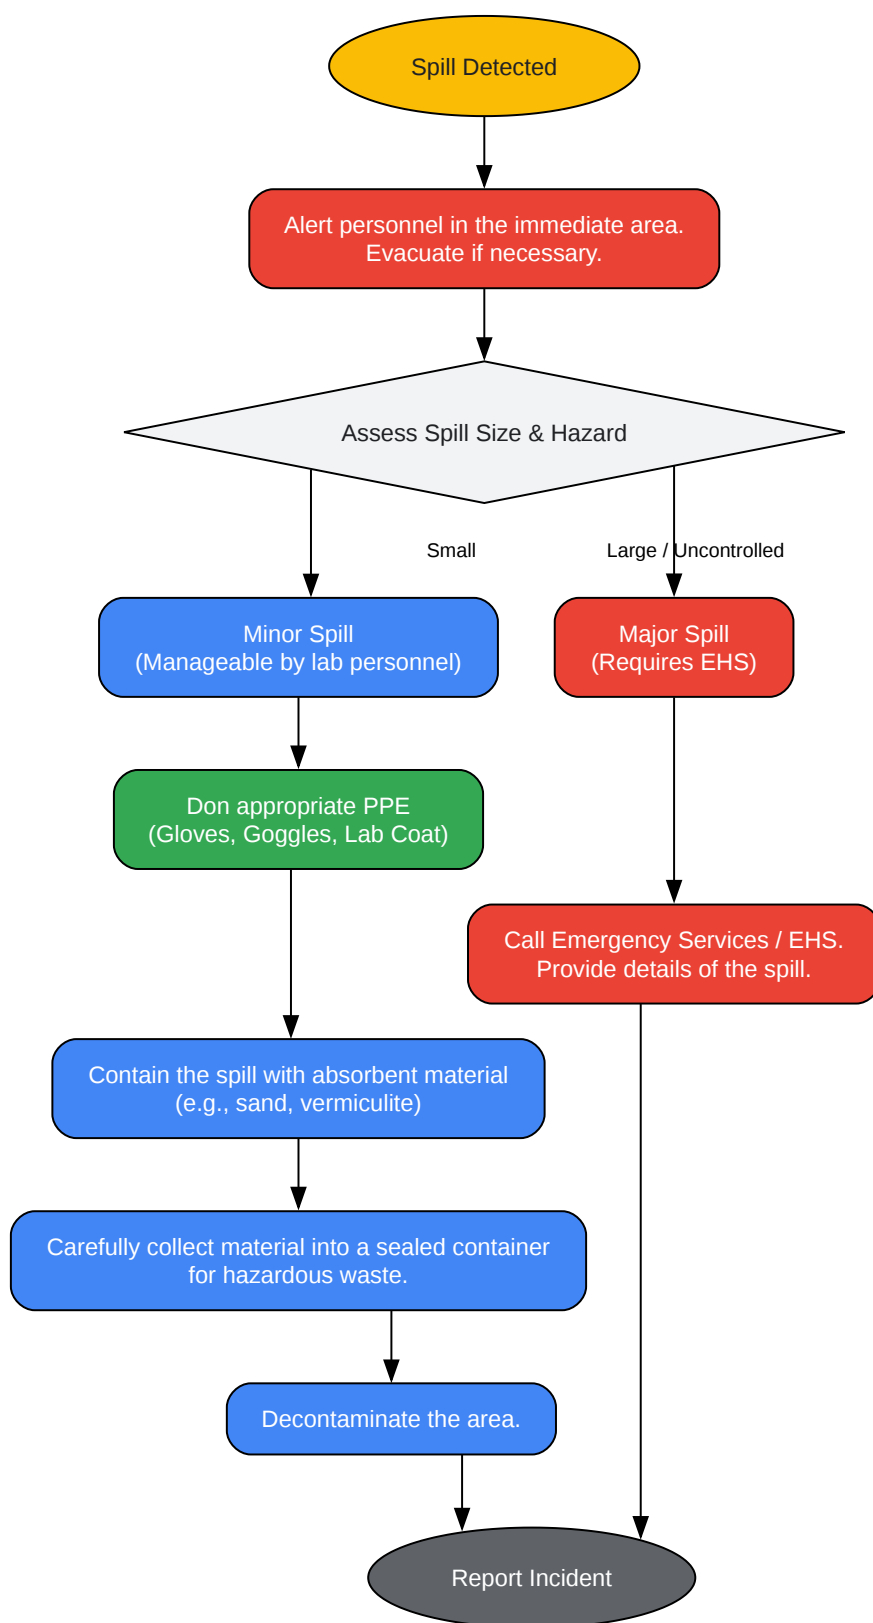 Spill Detected
Alert personnel in the immediate area.
Evacuate if necessary.
Assess Spill Size & Hazard
Small
Large / Uncontrolled
Minor Spill
(Manageable by lab personnel)
Major Spill
(Requires EHS)
Don appropriate PPE
(Gloves, Goggles, Lab Coat)
Call Emergency Services / EHS.
Provide details of the spill.
Contain the spill with absorbent material
(e.g., sand, vermiculite)
Carefully collect material into a sealed container
for hazardous waste.
Decontaminate the area.
Report Incident